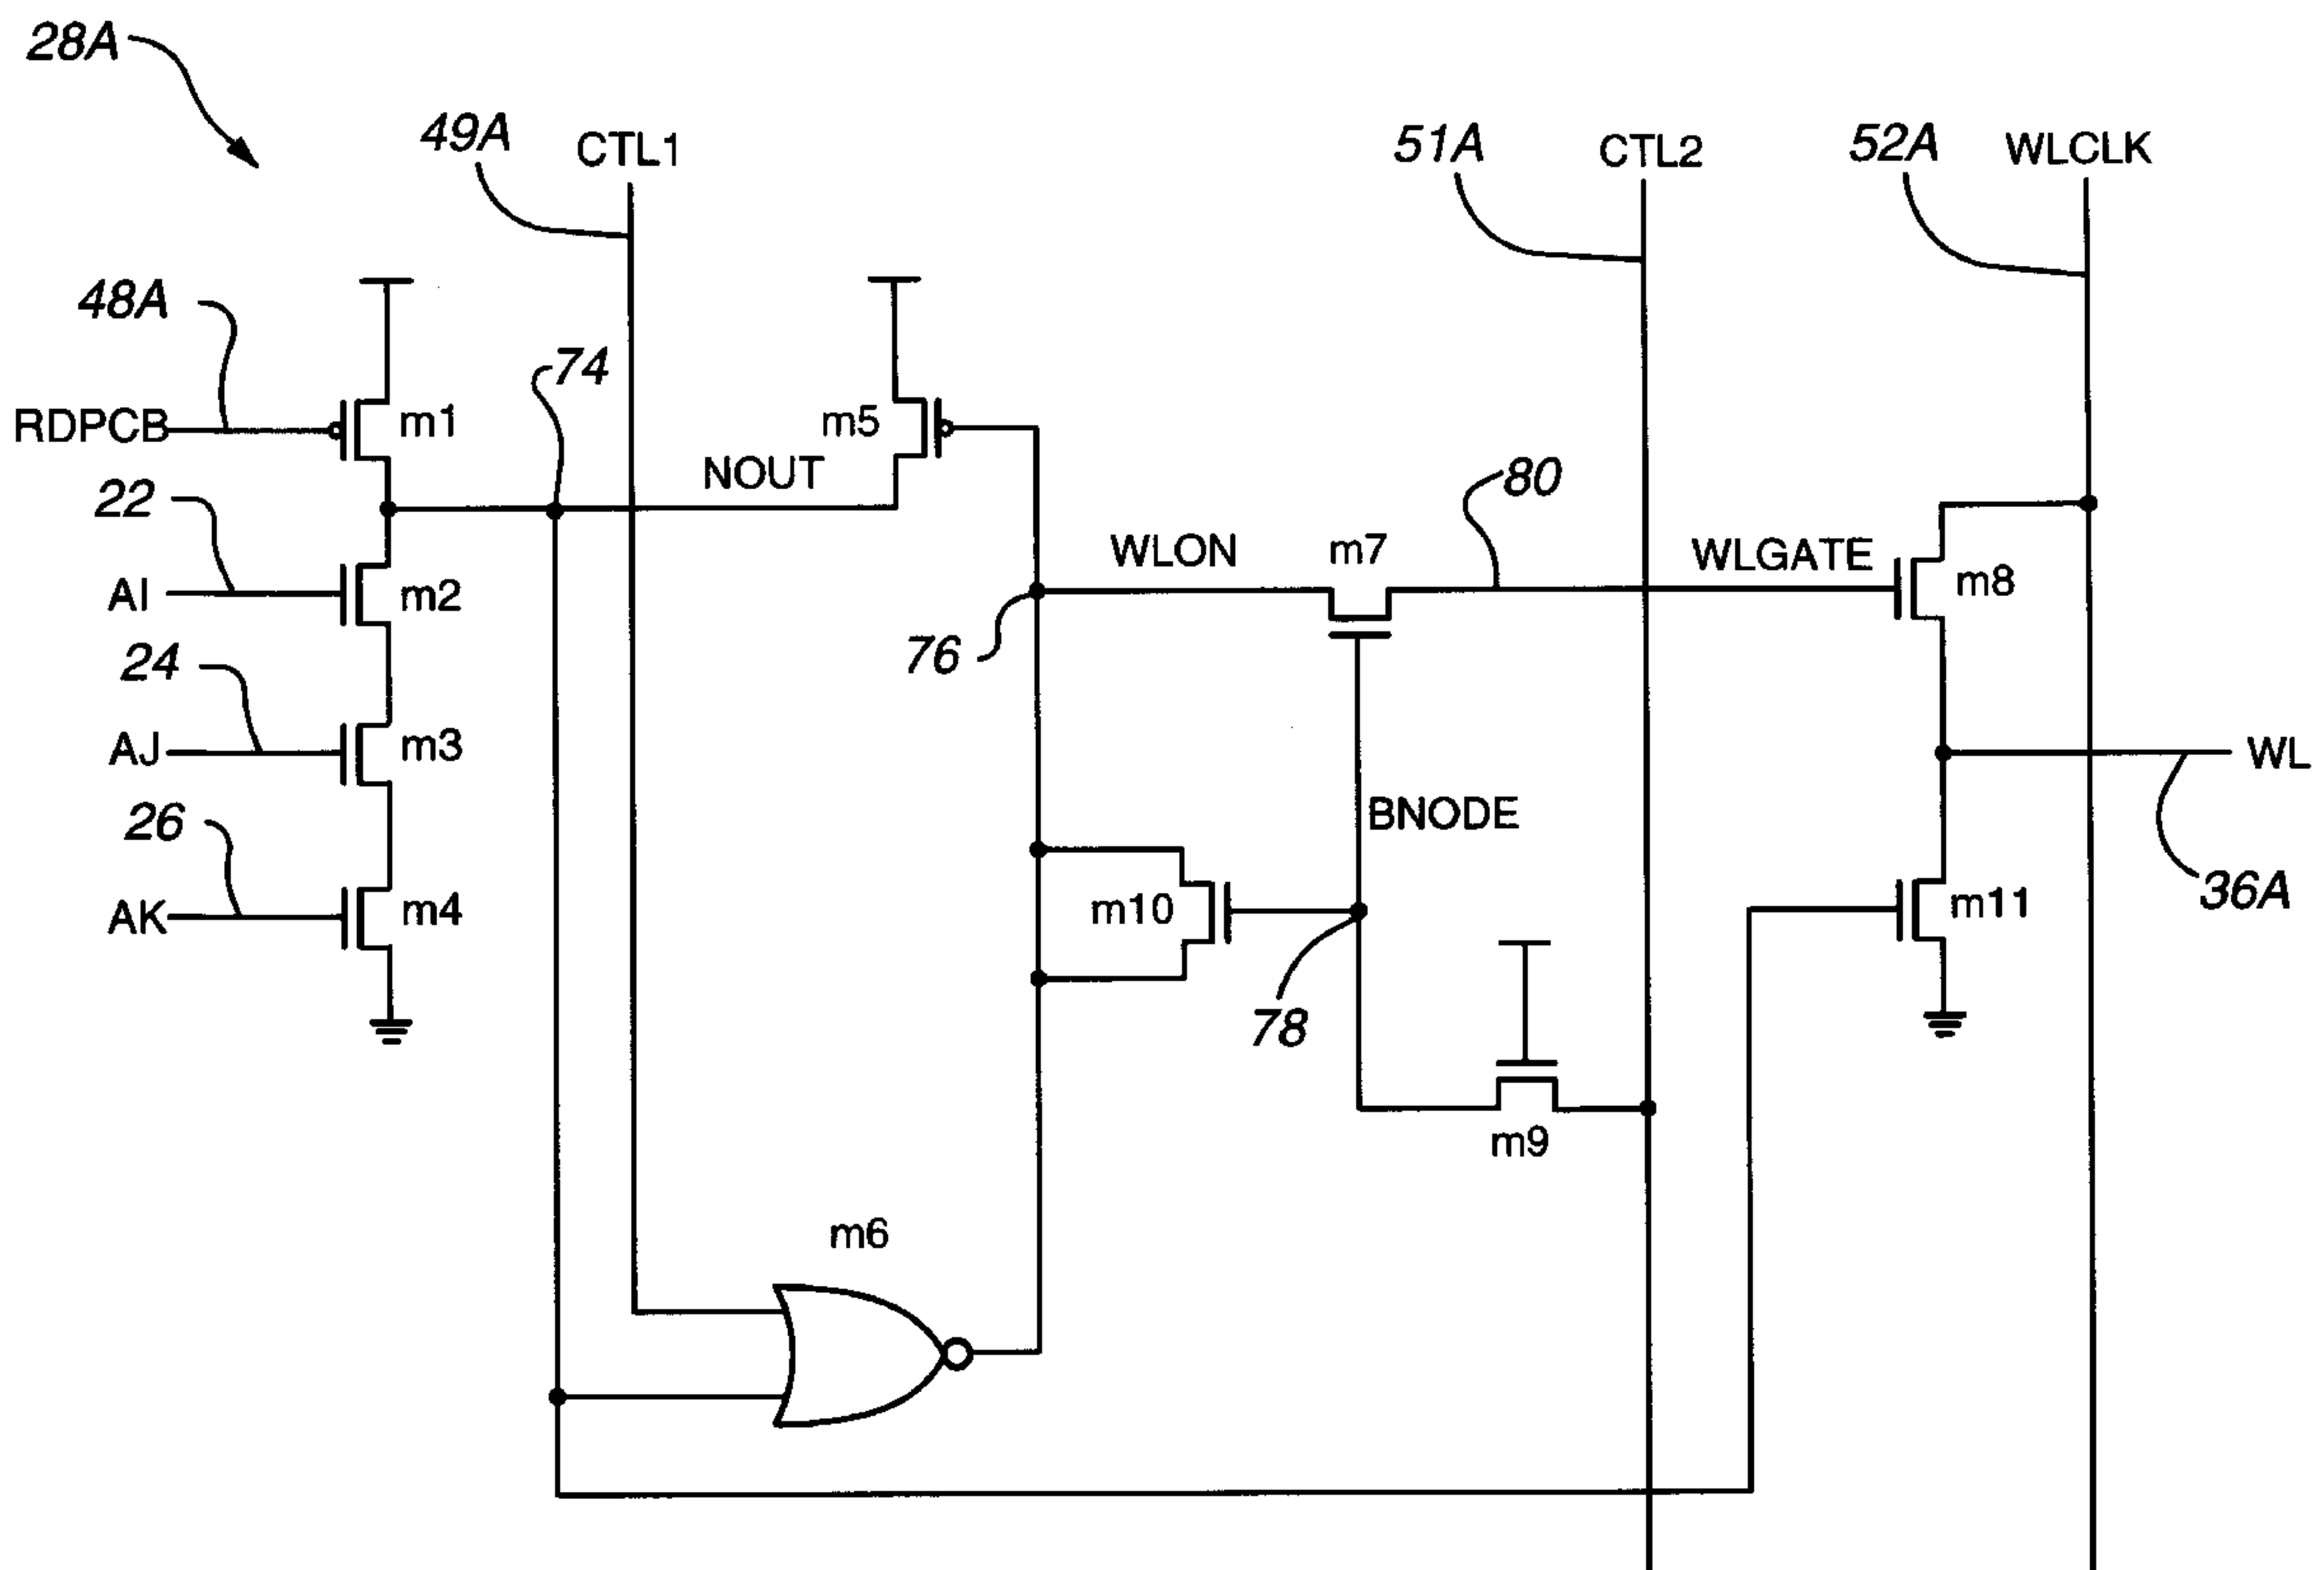 28A
49A
CTL1
51A
CTL2
52A
WLCLK
48A
74
RDPCB
m1
m5
NOUT
22
80
AI
m2
WLON
m7
WLGATE
m8
24
76
AJ
m3
WL
26
BNODE
AK
m4
m10
m11
36A
78
m9
m6